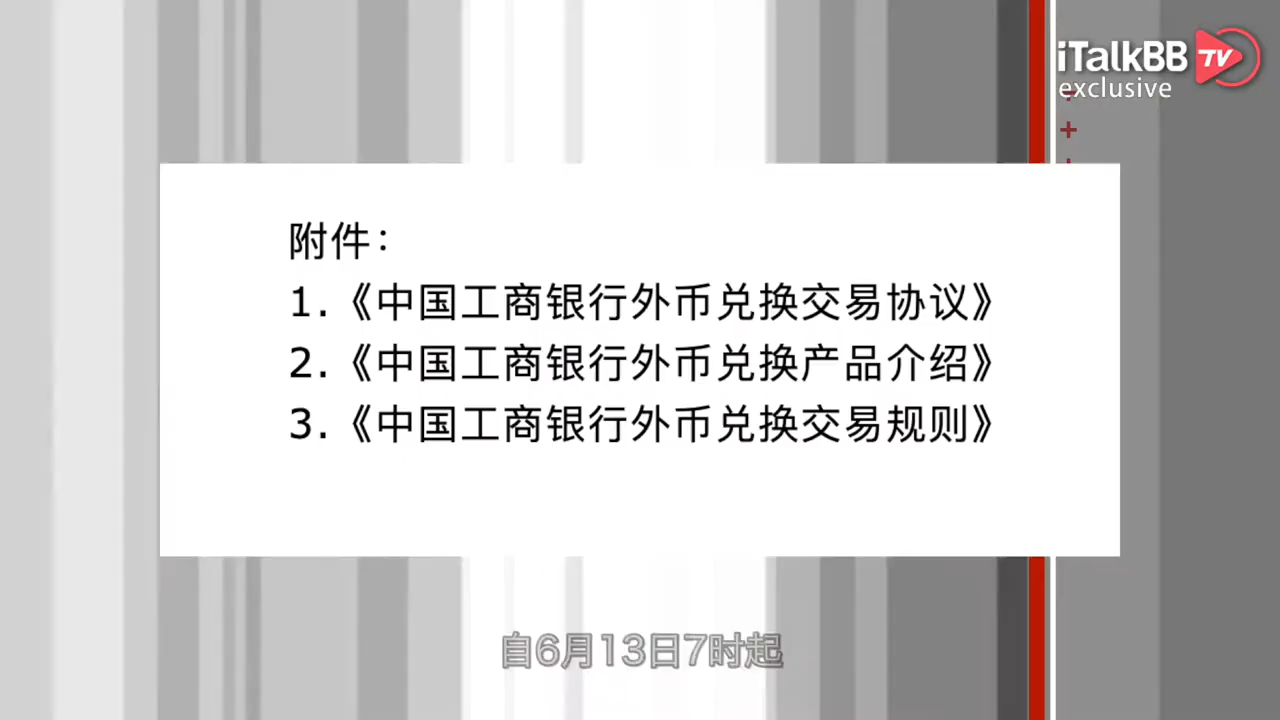 iTalkBB TV
exclusive
附件：
1.《中国工商银行外币兑换交易协议》
2.《中国工商银行外币兑换产品介绍》
3.《中国工商银行外币兑换交易规则》
自6月13日7时起